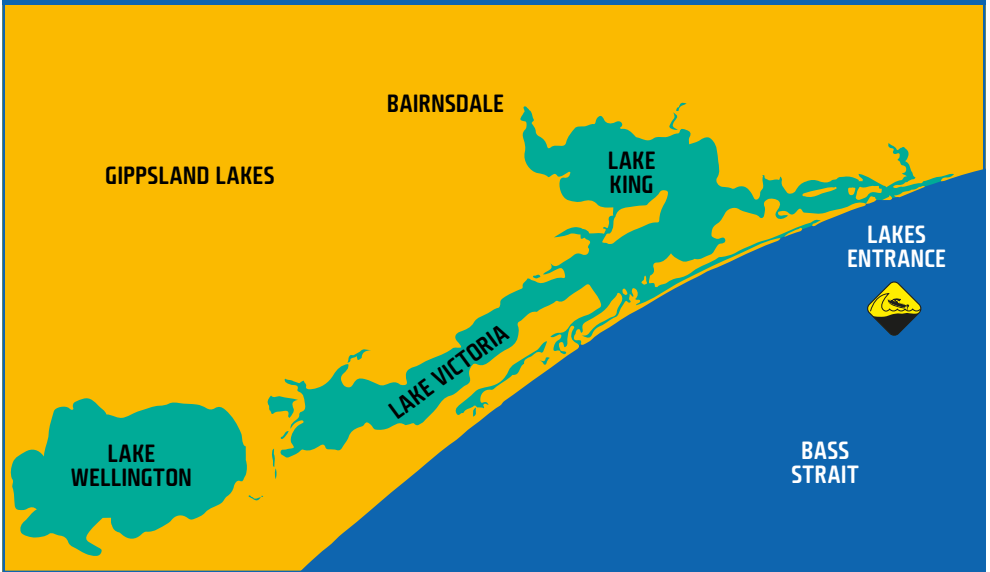 BAIRNSDALE
GIPPSLAND LAKES
LAKE
KING
LAKES
ENTRANCE
LAKE VICTORIA
LAKE
WELLINGTON
BASS
STRAIT